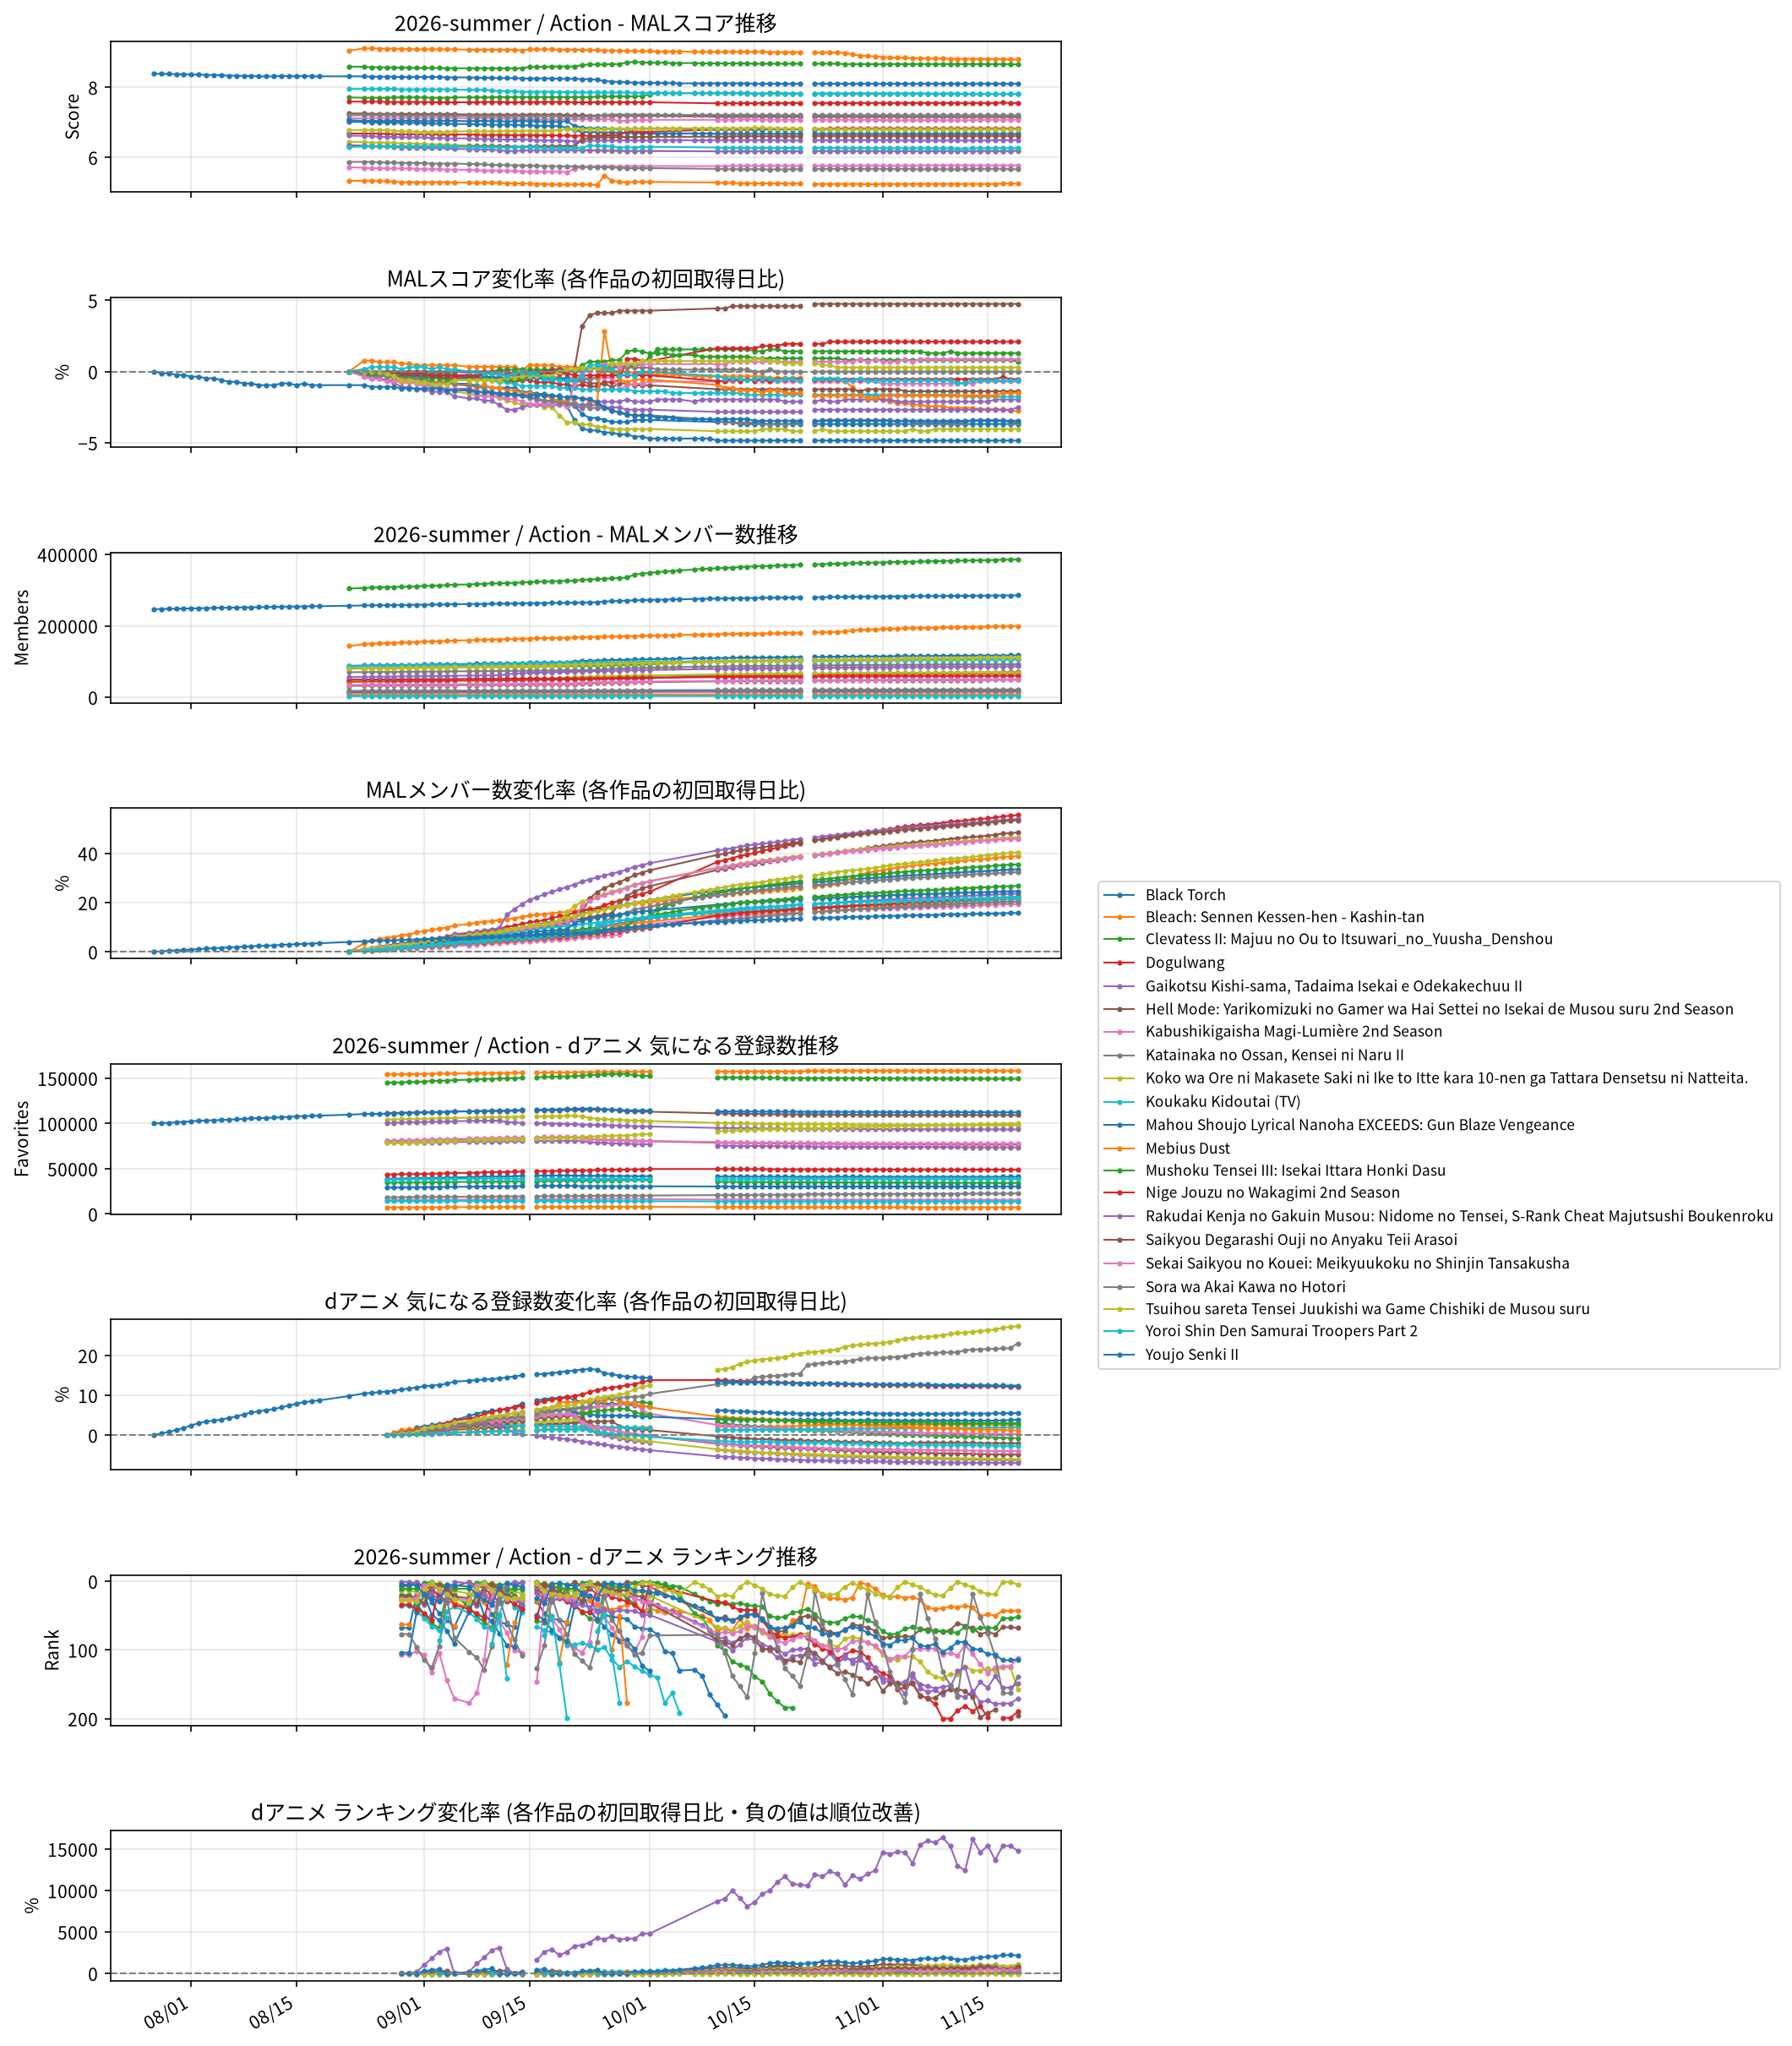 2026-summer / Action - MALスコア推移
8
6
Score
MALスコア変化率 (各作品の初回取得日比)
5
0
−5
%
2026-summer / Action - MALメンバー数推移
400000
200000
0
Members
MALメンバー数変化率 (各作品の初回取得日比)
40
20
0
%
2026-summer / Action - dアニメ 気になる登録数推移
150000
100000
50000
0
Favorites
dアニメ 気になる登録数変化率 (各作品の初回取得日比)
20
10
0
%
2026-summer / Action - dアニメ ランキング推移
0
100
200
Rank
dアニメ ランキング変化率 (各作品の初回取得日比・負の値は順位改善)
15000
10000
5000
0
%
08/01
08/15
09/01
09/15
10/01
10/15
11/01
11/15
Black Torch
Bleach: Sennen Kessen-hen - Kashin-tan
Clevatess II: Majuu no Ou to Itsuwari_no_Yuusha_Denshou
Dogulwang
Gaikotsu Kishi-sama, Tadaima Isekai e Odekakechuu II
Hell Mode: Yarikomizuki no Gamer wa Hai Settei no Isekai de Musou suru 2nd Season
Kabushikigaisha Magi-Lumière 2nd Season
Katainaka no Ossan, Kensei ni Naru II
Koko wa Ore ni Makasete Saki ni Ike to Itte kara 10-nen ga Tattara Densetsu ni Natteita.
Koukaku Kidoutai (TV)
Mahou Shoujo Lyrical Nanoha EXCEEDS: Gun Blaze Vengeance
Mebius Dust
Mushoku Tensei III: Isekai Ittara Honki Dasu
Nige Jouzu no Wakagimi 2nd Season
Rakudai Kenja no Gakuin Musou: Nidome no Tensei, S-Rank Cheat Majutsushi Boukenroku
Saikyou Degarashi Ouji no Anyaku Teii Arasoi
Sekai Saikyou no Kouei: Meikyuukoku no Shinjin Tansakusha
Sora wa Akai Kawa no Hotori
Tsuihou sareta Tensei Juukishi wa Game Chishiki de Musou suru
Yoroi Shin Den Samurai Troopers Part 2
Youjo Senki II